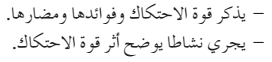 – يذكر قوة الاحتكاك وفوائدها ومضارها.
– يجري نشاطا يوضح أثر قوة الاحتكاك.